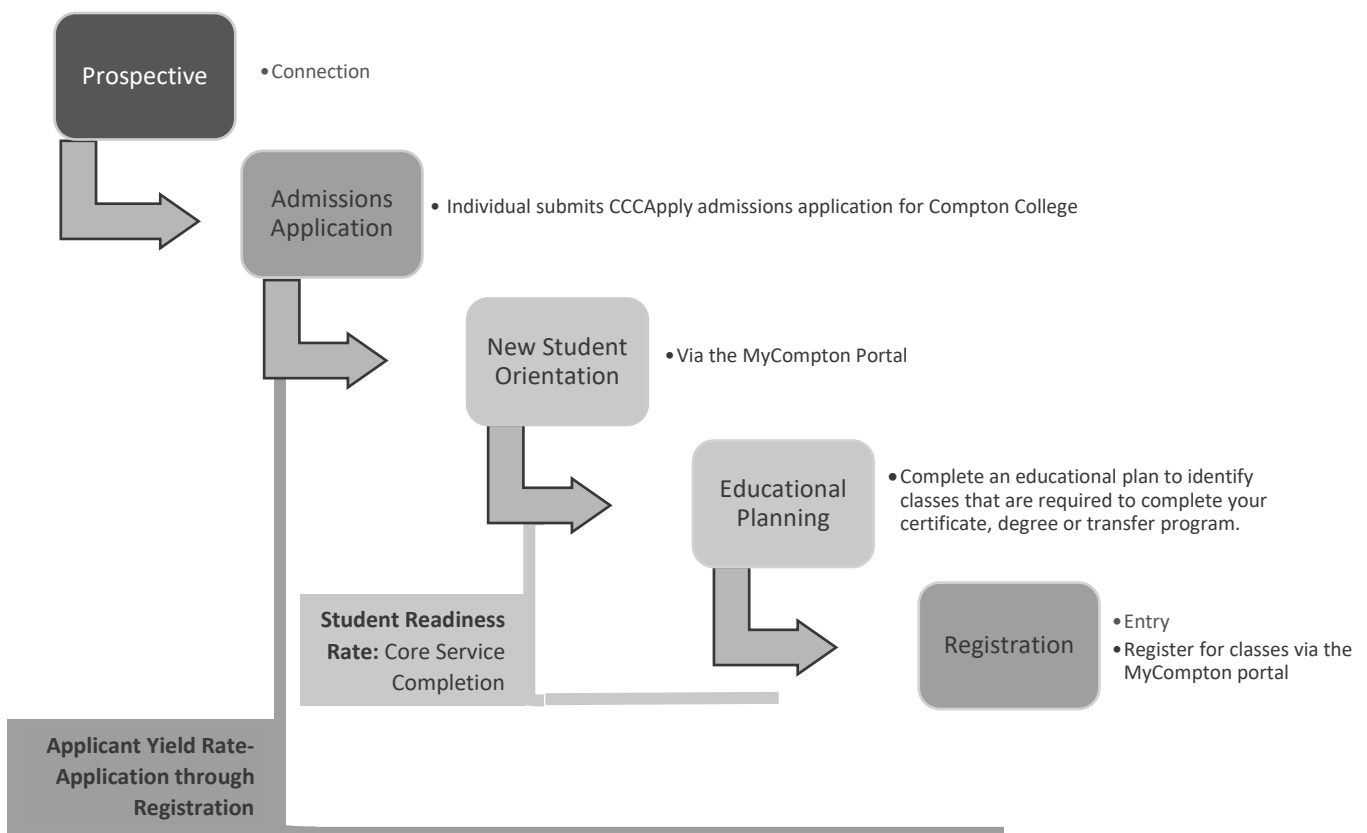 Prospective
•Connection
Admissions
Application
• Individual submits CCCApply admissions application for Compton College
New Student
Orientation
•Via the MyCompton Portal
Educational
Planning
•Complete an educational plan to identify
classes that are required to complete your
certificate, degree or transfer program.
Student Readiness
Rate: Core Service
Completion
Registration
•Entry
•Register for classes via the
MyCompton portal
Applicant Yield Rate-
Application through
Registration